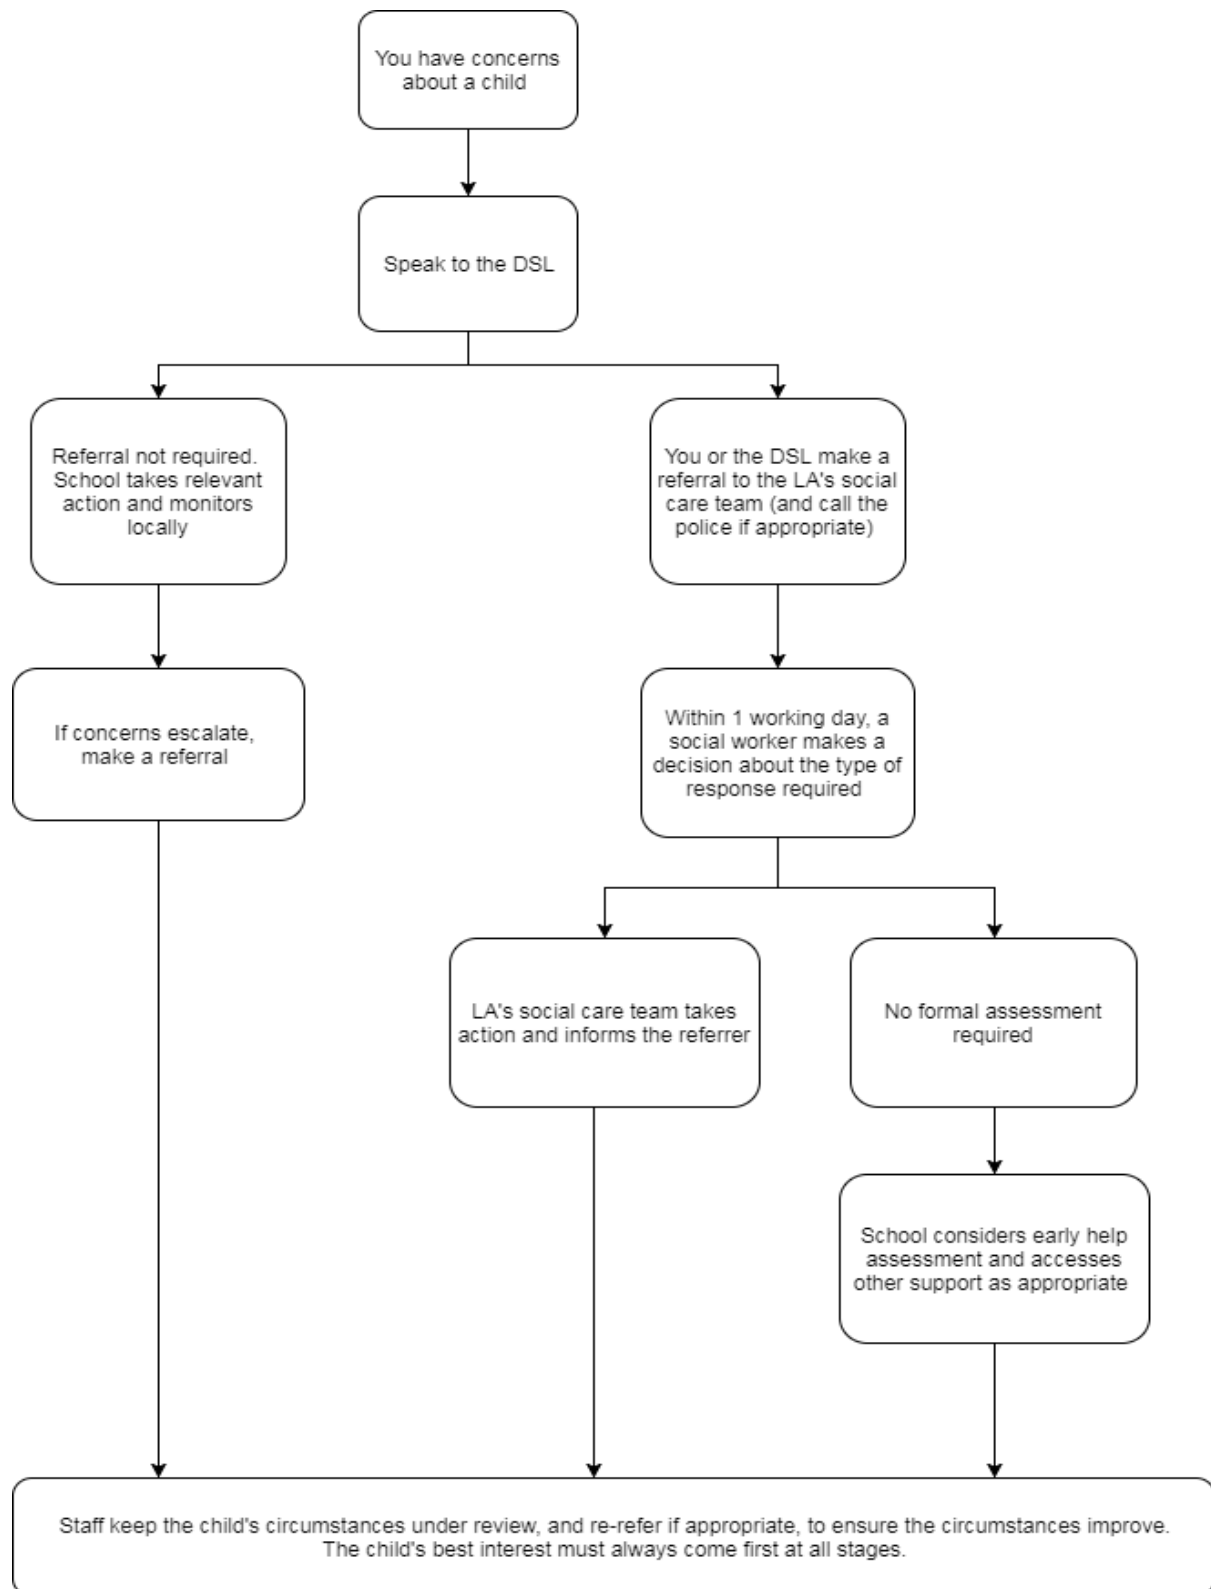 You have concerns
about a child
Speak to the DSL
Referral not required.
School takes relevant
action and monitors
locally
You or the DSL make a
referral to the LA's social
care team (and call the
police if appropriate)
If concerns escalate,
make a referral
Within 1 working day, a
social worker makes a
decision about the type of
response required
LA's social care team takes
action and informs the referrer
No formal assessment
required
School considers early help
assessment and accesses
other support as appropriate
Staff keep the child's circumstances under review, and re-refer if appropriate, to ensure the circumstances improve.
The child's best interest must always come first at all stages.